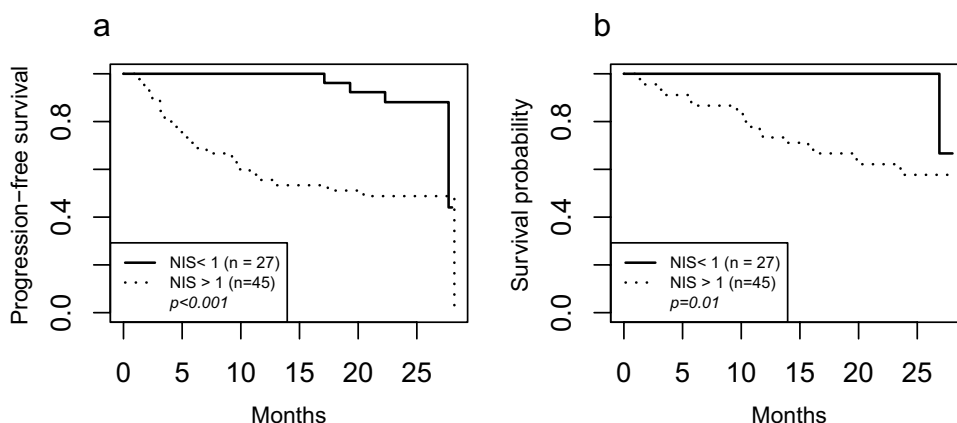 a
Progression−free survival
0.0 0.4 0.8
NIS< 1 (n = 27)
NIS > 1 (n=45)
p<0.001
0 5 10 15 20 25
Months
b
Survival probability
0.0 0.4 0.8
NIS< 1 (n = 27)
NIS > 1 (n=45)
p=0.01
0 5 10 15 20 25
Months